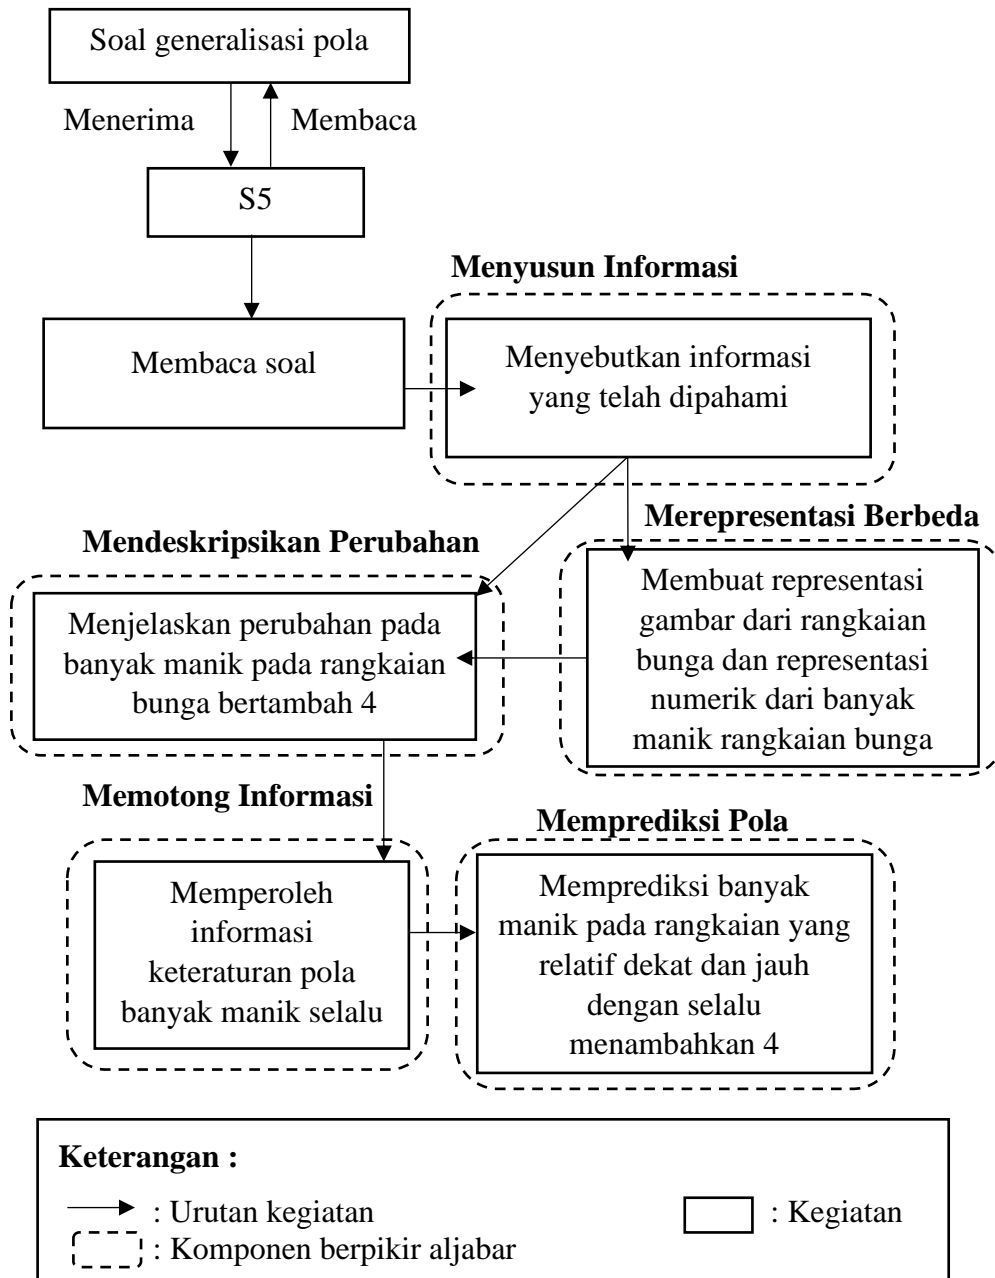 Soal generalisasi pola
Menerima
Membaca
S5
Menyusun Informasi
Membaca soal
Menyebutkan informasi
yang telah dipahami
Merepresentasi Berbeda
Mendeskripsikan Perubahan
Membuat representasi
gambar dari rangkaian
bunga dan representasi
numerik dari banyak
manik rangkaian bunga
Menjelaskan perubahan pada
banyak manik pada rangkaian
bunga bertambah 4
Memotong Informasi
Memprediksi Pola
Memperoleh
informasi
keteraturan pola
banyak manik selalu
Memprediksi banyak
manik pada rangkaian yang
relatif dekat dan jauh
dengan selalu
menambahkan 4
Keterangan :
: Urutan kegiatan
: Kegiatan
: Komponen berpikir aljabar